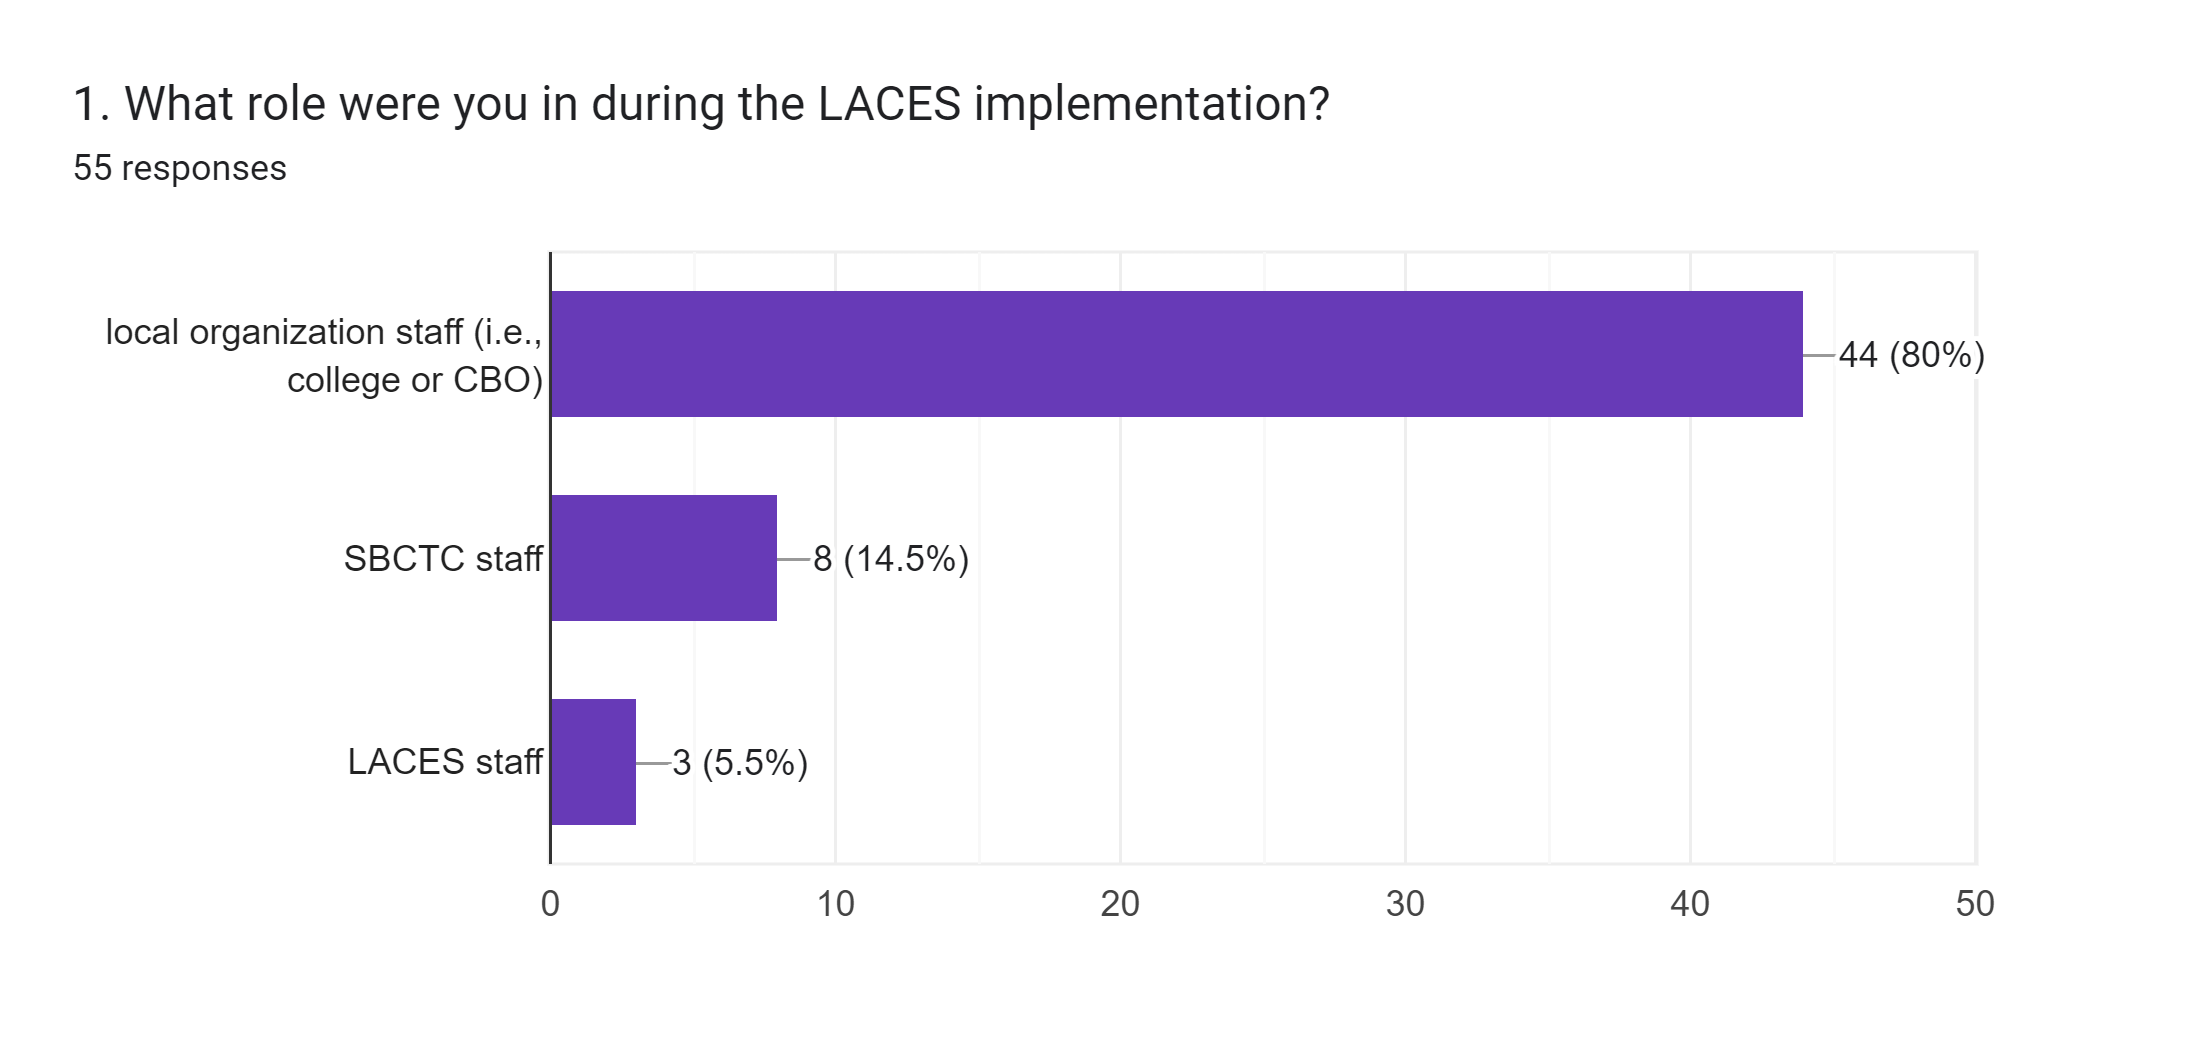 1. What role were you in during the LACES implementation?
55 responses
local organization staff (i.e.,
college or CBO)
44 (80%)
SBCTC staff
8 (14.5%)
LACES staff
3 (5.5%)
0
10
20
30
40
50